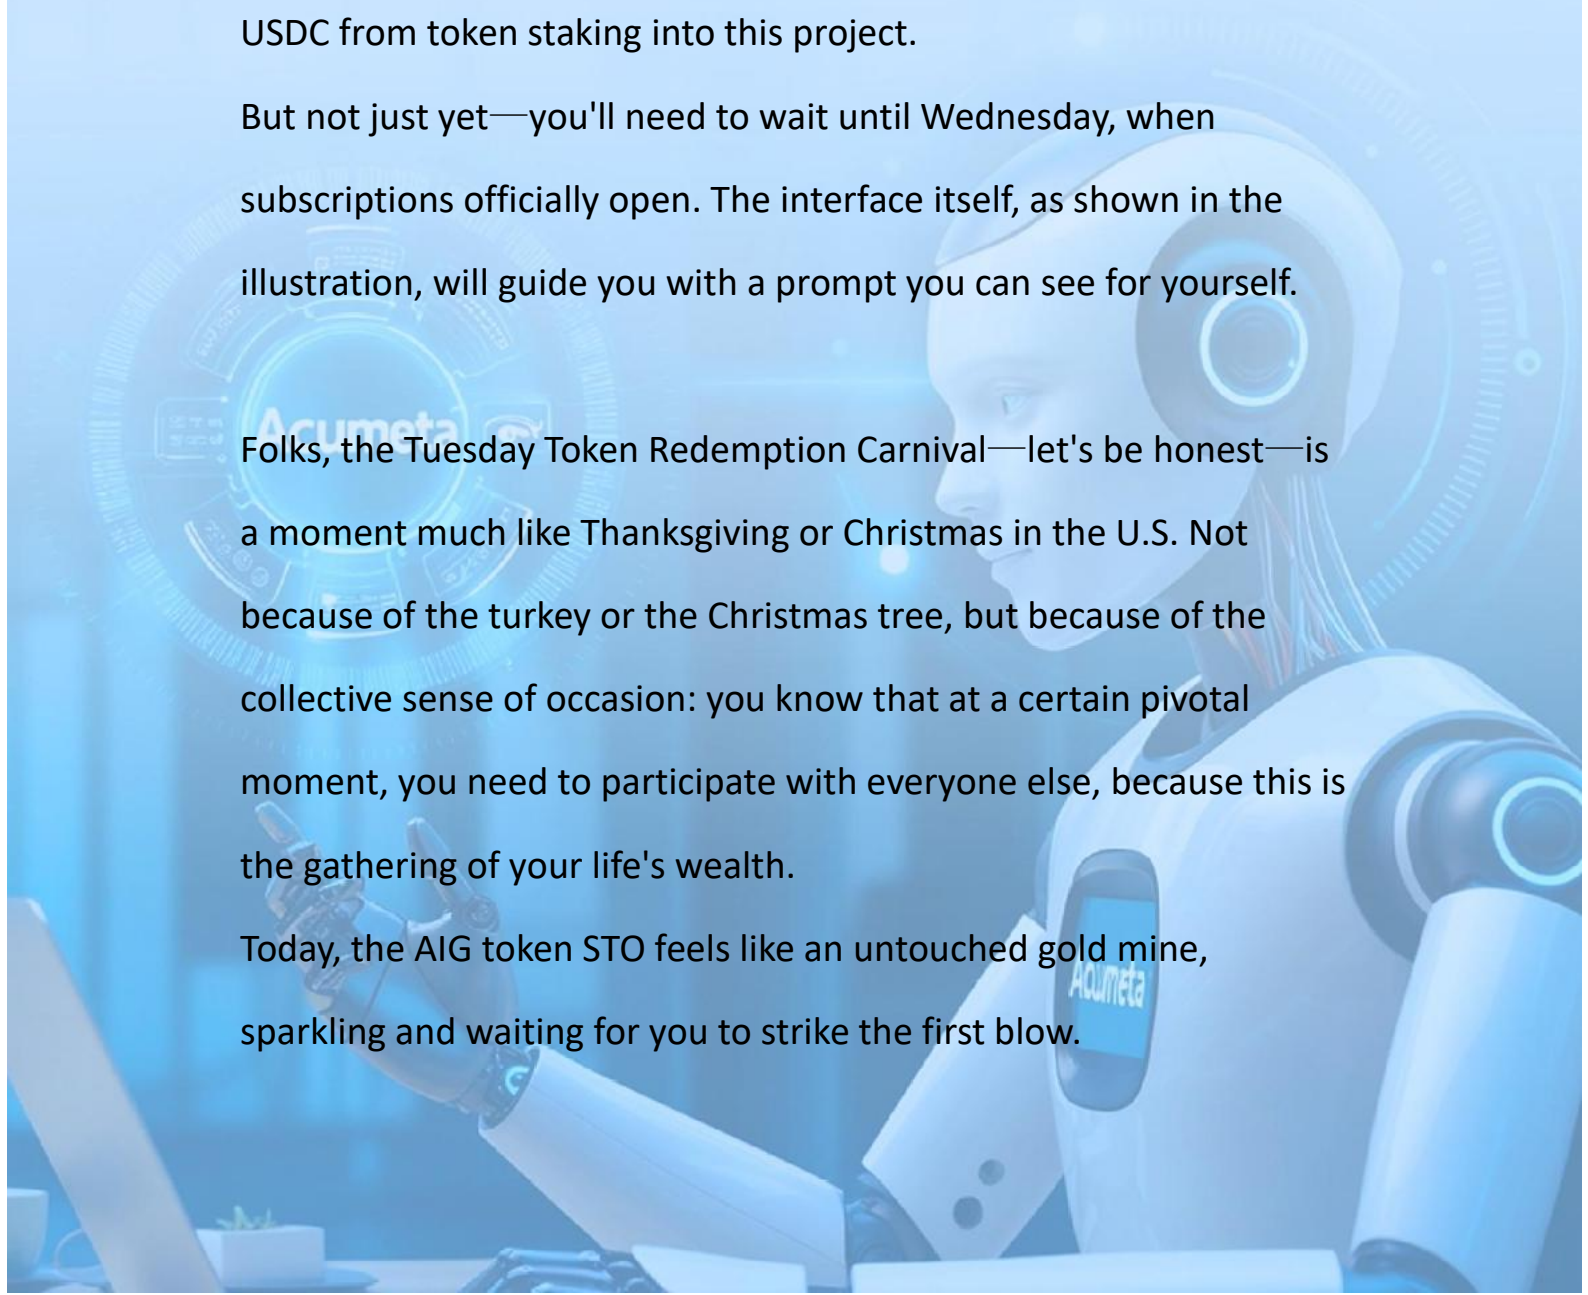 USDC from token staking into this project.
But not just yet—you'll need to wait until Wednesday, when
subscriptions officially open. The interface itself, as shown in the
illustration, will guide you with a prompt you can see for yourself.
Acumeta
Folks, the Tuesday Token Redemption Carnival—let's be honest—is
a moment much like Thanksgiving or Christmas in the U.S. Not
because of the turkey or the Christmas tree, but because of the
collective sense of occasion: you know that at a certain pivotal
moment, you need to participate with everyone else, because this is
the gathering of your life's wealth.
Today, the AIG token STO feels like an untouched gold mine,
Acumeta
sparkling and waiting for you to strike the first blow.